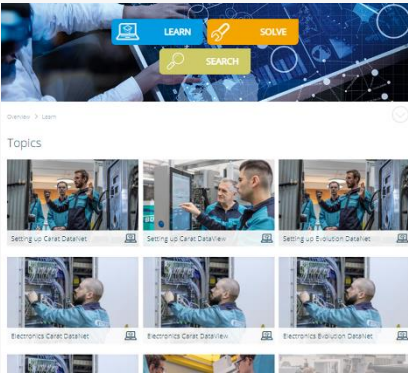 LEARN
SOLVE
SEARCH
Overview > Learn
Topics
Setting up Carat DataNet
Setting up Carat DataView
Setting up Evolution DataNet
Electronics Carat DataNet
Electronics Carat DataView
Electronics Evolution DataNet